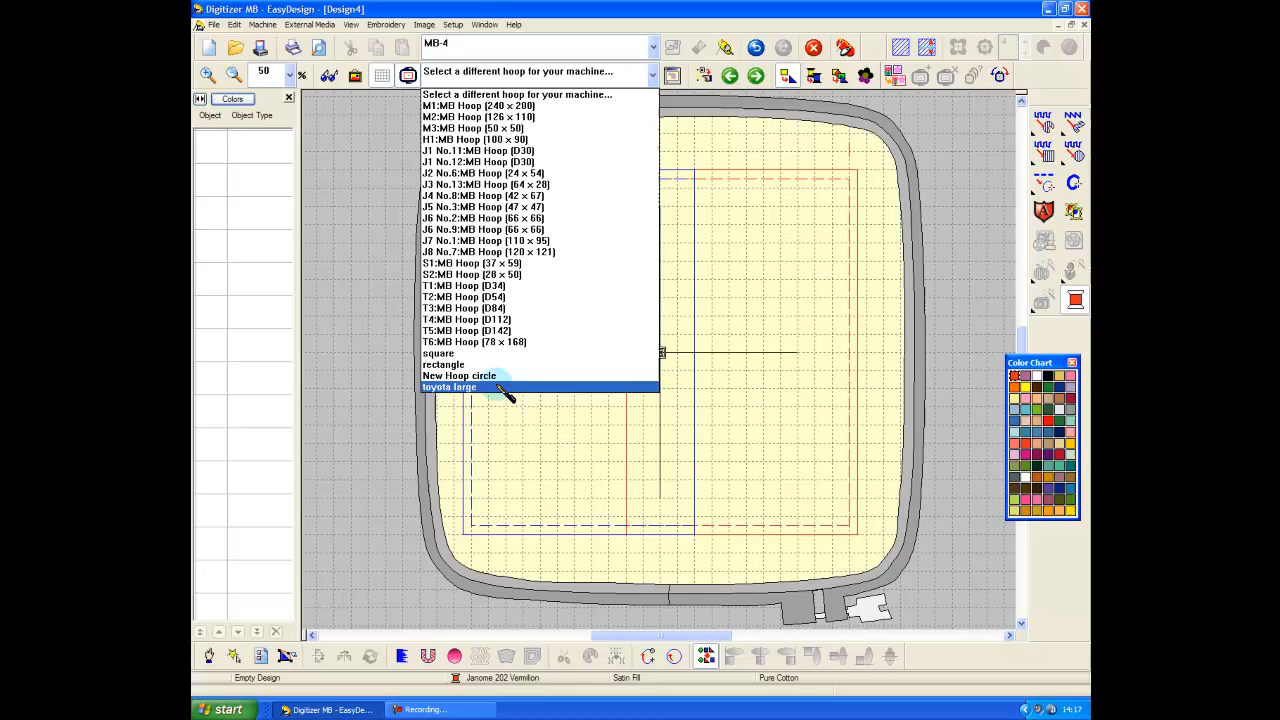 Digitizer MB - EasyDesign - [Design4]
File Edit Machine External Media View Embroidery Image Setup Window Help
MB-4
50 %
Select a different hoop for your machine...
Colors
Object Object Type
Select a different hoop for your machine...
M1:MB Hoop (240 × 200)
M2:MB Hoop (126 × 110)
M3:MB Hoop (50 × 50)
H1:MB Hoop (100 × 90)
J1 No.11:MB Hoop (D30)
J1 No.12:MB Hoop (D30)
J2 No.6:MB Hoop (24 × 54)
J3 No.13:MB Hoop (64 × 28)
J4 No.8:MB Hoop (42 × 67)
J5 No.3:MB Hoop (47 × 47)
J6 No.2:MB Hoop (66 × 66)
J6 No.9:MB Hoop (66 × 66)
J7 No.1:MB Hoop (110 × 95)
J8 No.7:MB Hoop (120 × 121)
S1:MB Hoop (37 × 59)
S2:MB Hoop (28 × 50)
T1:MB Hoop (D34)
T2:MB Hoop (D54)
T3:MB Hoop (D84)
T4:MB Hoop (D112)
T5:MB Hoop (D142)
T6:MB Hoop (78 × 168)
square
rectangle
New Hoop circle
toyota large
Color Chart
Empty Design
Janome 202 Vermilion
Satin Fill
Pure Cotton
start
Digitizer MB - EasyDe...
Recording...
14:17